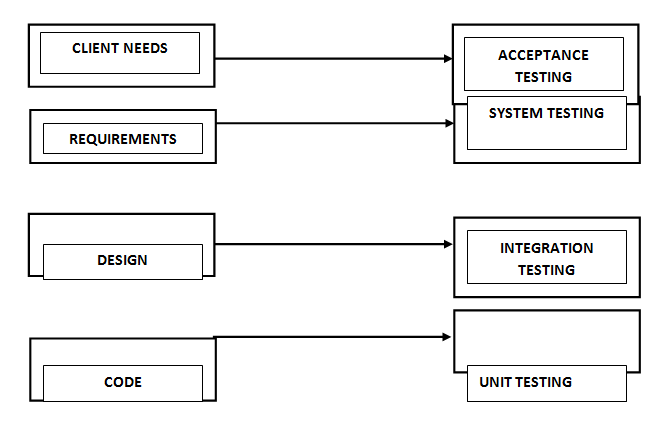 CLIENT NEEDS
ACCEPTANCE
TESTING
REQUIREMENTS
SYSTEM TESTING
DESIGN
INTEGRATION
TESTING
CODE
UNIT TESTING